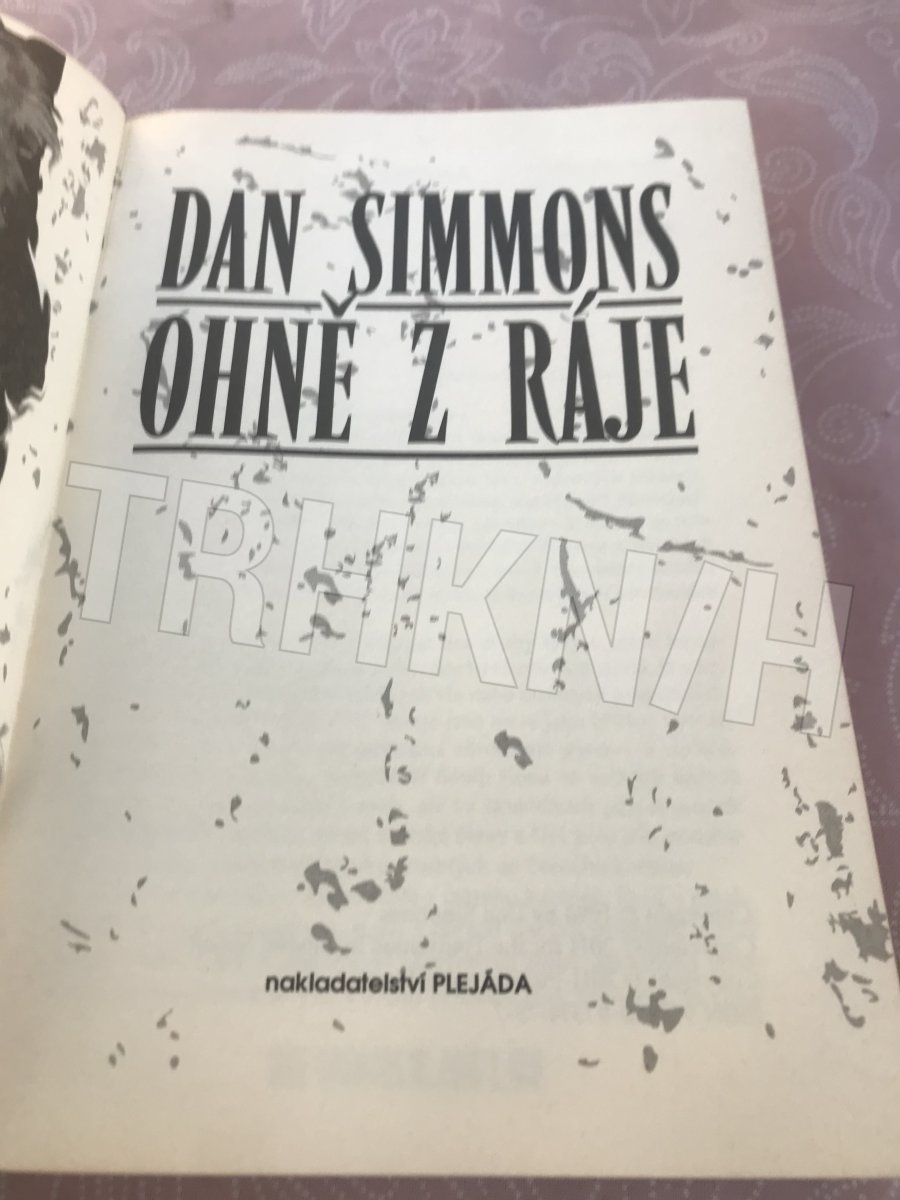 DAN SIMMONS
OHNĚ Z RÁJE
TRHKNIH
nakladatelství PLEJÁDA